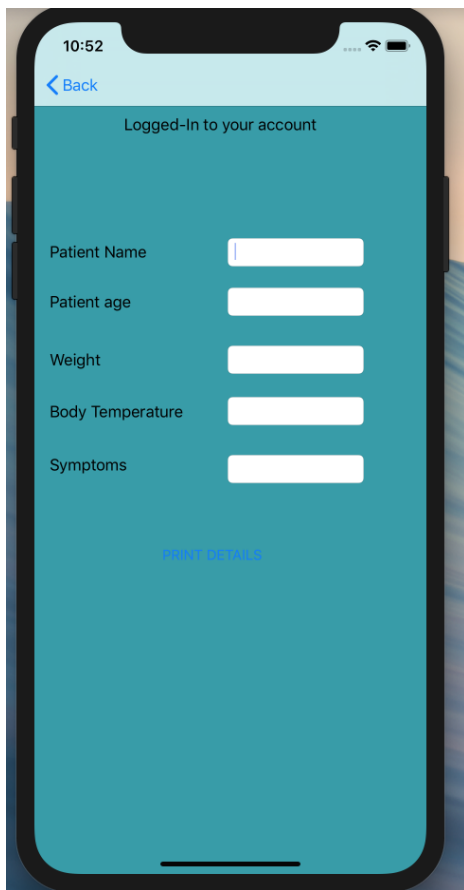 10:52
Back
Logged-In to your account
Patient Name
Patient age
Weight
Body Temperature
Symptoms
PRINT DETAILS